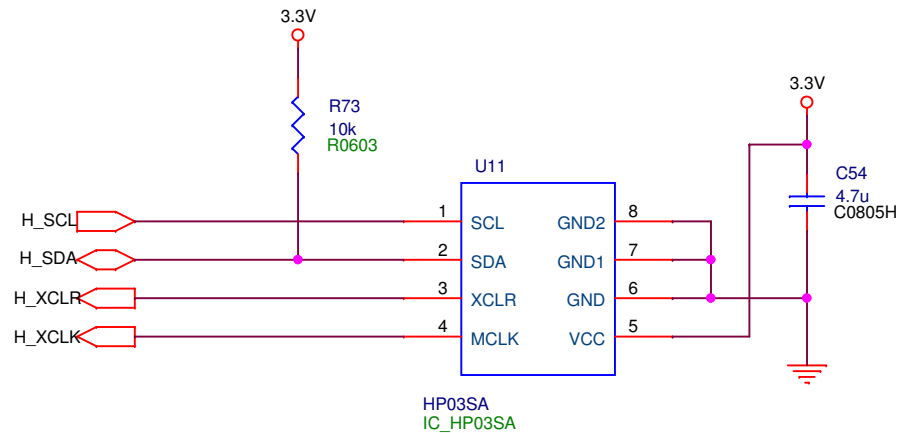 3.3V
R73
10k
R0603
3.3V
C54
4.7u
C0805H
U11
H_SCL
1
SCL
GND2
8
H_SDA
2
SDA
GND1
7
H_XCLR
3
XCLR
GND
6
H_XCLK
4
MCLK
VCC
5
HP03SA
IC_HP03SA